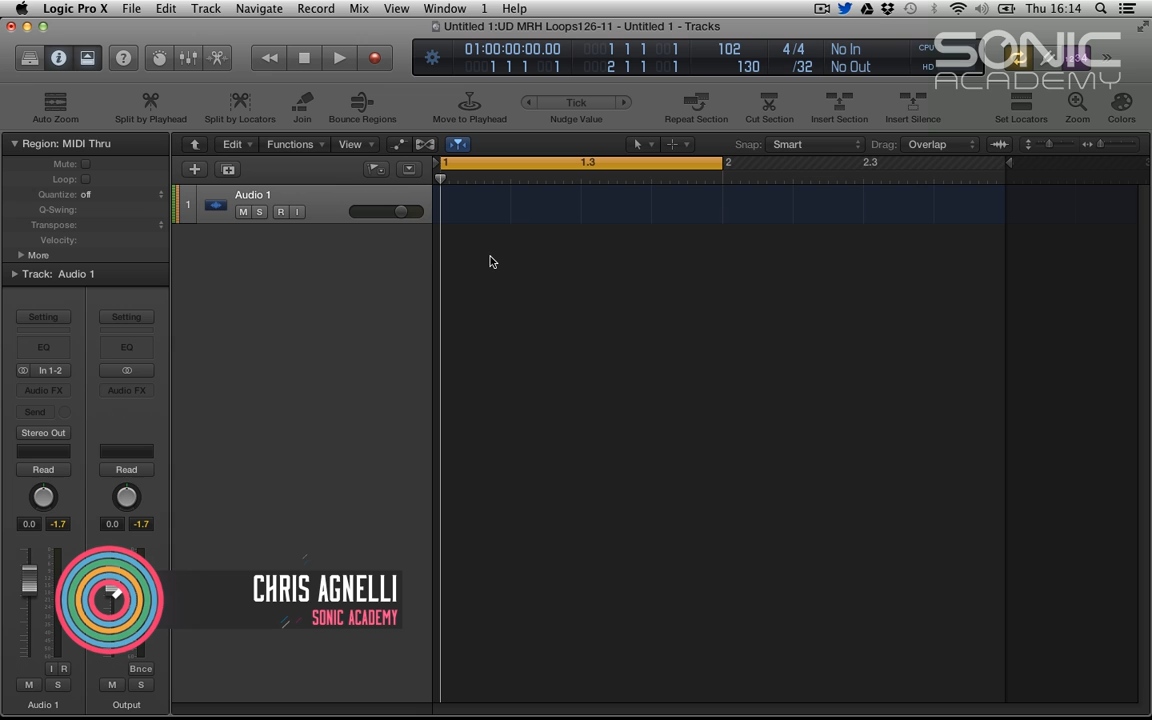 Logic Pro X File Edit Track Navigate Record Mix View Window 1 Help Thu 16:14
Untitled 1:UD MRH Loops126-11 - Untitled 1 - Tracks
01:00:00:00.00 1 1 1 1 102 4/4 No In CPU
1 1 1 1 2 1 1 1 130 /32 No Out HD
SONIC
ACADEMY
Tick
Auto Zoom Split by Playhead Split by Locators Join Bounce Regions Move to Playhead Nudge Value Repeat Section Cut Section Insert Section Insert Silence Set Locators Zoom Colors
Region: MIDI Thru
Edit Functions View Snap: Smart Drag: Overlap
Mute:
Loop:
Quantize: off
Q-Swing:
Transpose:
Velocity:
More
Track: Audio 1
1 1.3 2 2.3 3
1 Audio 1
M S R I
Setting Setting
EQ EQ
In 1-2
Audio FX Audio FX
Send
Stereo Out
Read Read
0.0 -1.7 0.0 -1.7
CHRIS AGNELLI
SONIC ACADEMY
I R Bnce
M S M S
Audio 1 Output